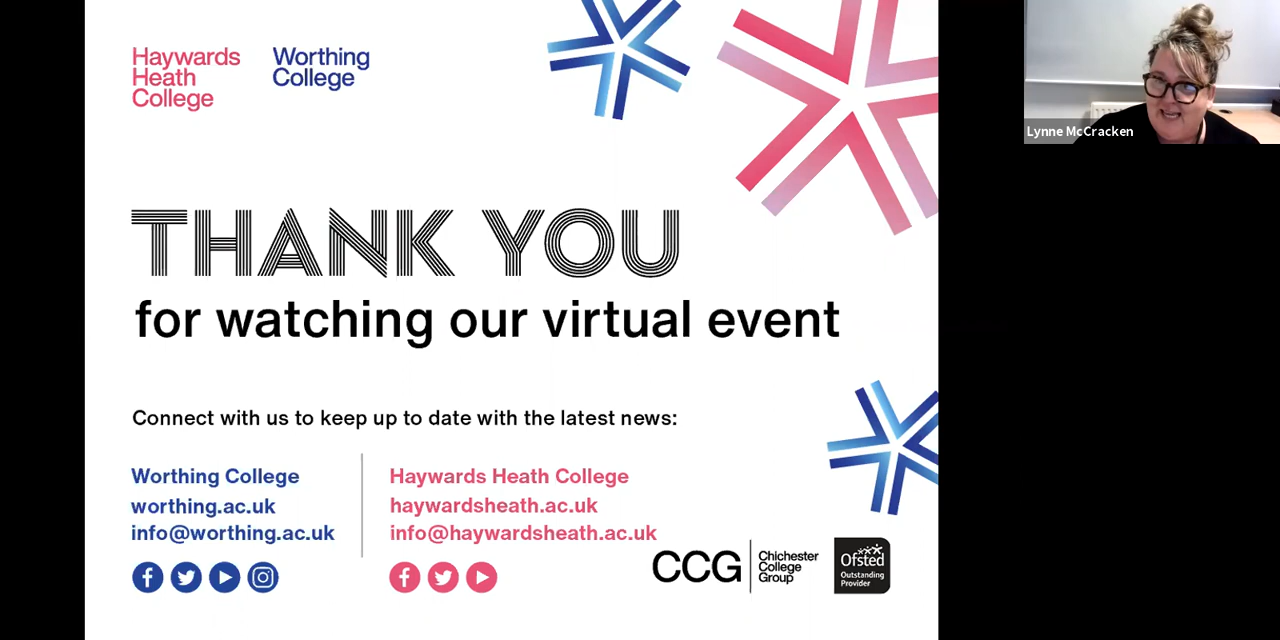 Haywards
Heath
College
Worthing
College
Lynne McCracken
THANK YOU
for watching our virtual event
Connect with us to keep up to date with the latest news:
Worthing College
worthing.ac.uk
info@worthing.ac.uk
Haywards Heath College
haywardsheath.ac.uk
info@haywardsheath.ac.uk
CCG
Chichester
College
Group
Ofsted
Outstanding
Provider